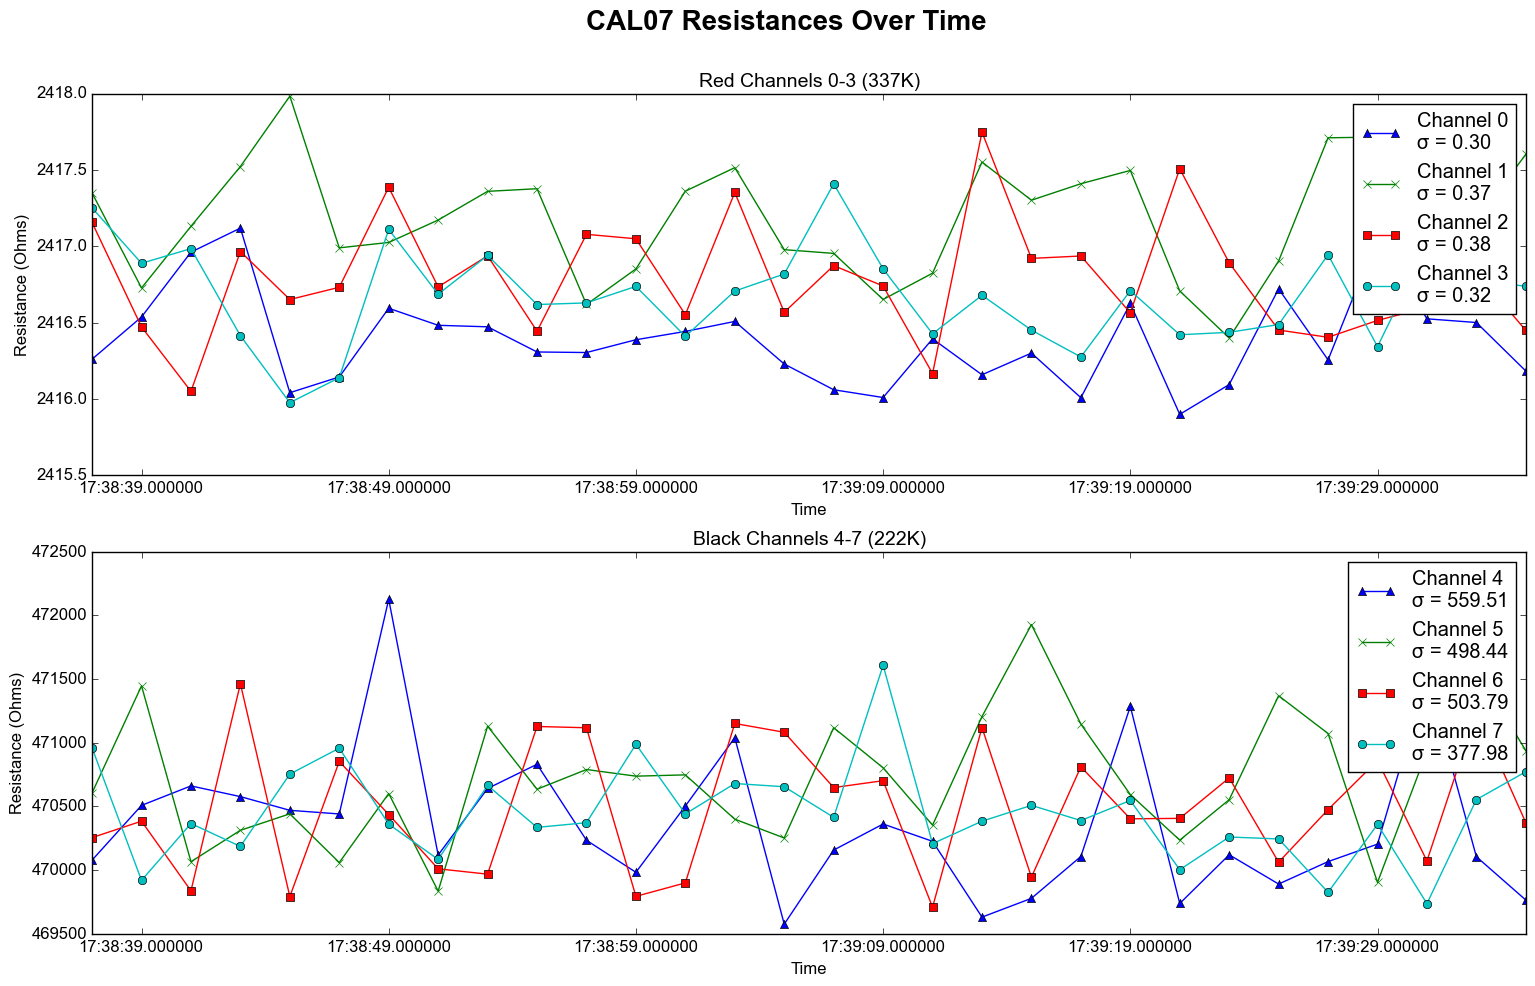 CAL07 Resistances Over Time
Red Channels 0-3 (337K)
2418.0
2417.5
2417.0
2416.5
2416.0
2415.5
Resistance (Ohms)
Channel 0
σ = 0.30
Channel 1
σ = 0.37
Channel 2
σ = 0.38
Channel 3
σ = 0.32
17:38:39.000000 17:38:49.000000 17:38:59.000000 17:39:09.000000 17:39:19.000000 17:39:29.000000
Time
Black Channels 4-7 (222K)
472500
472000
471500
471000
470500
470000
469500
Resistance (Ohms)
Channel 4
σ = 559.51
Channel 5
σ = 498.44
Channel 6
σ = 503.79
Channel 7
σ = 377.98
17:38:39.000000 17:38:49.000000 17:38:59.000000 17:39:09.000000 17:39:19.000000 17:39:29.000000
Time